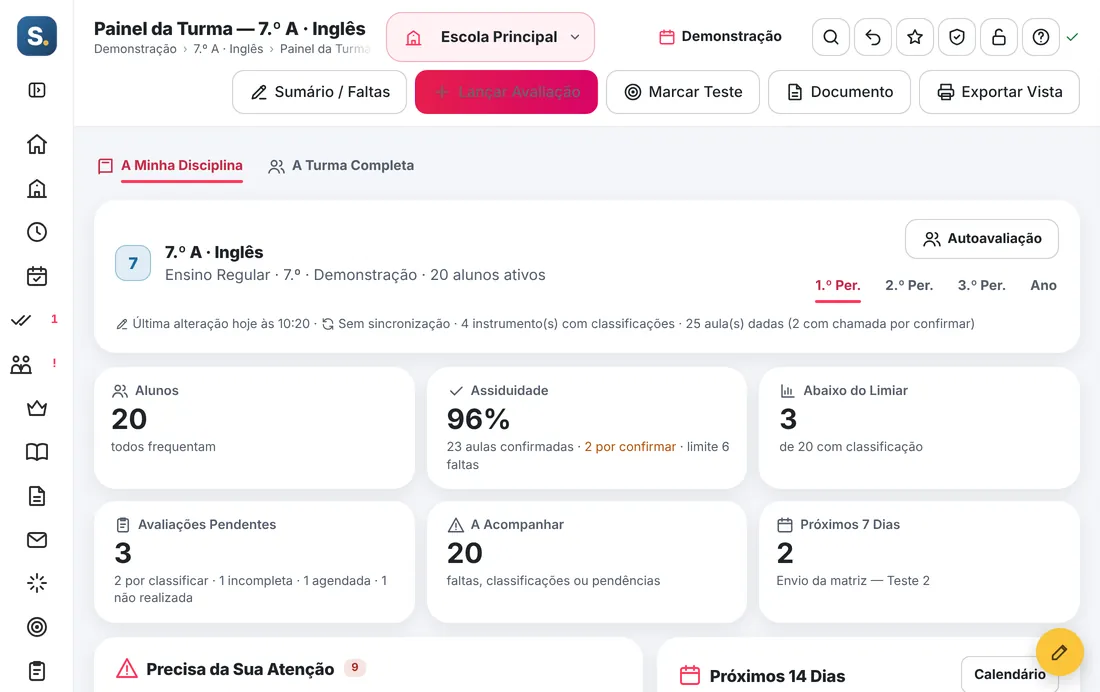 S.
Painel da Turma — 7.º A · Inglês
Demonstração › 7.º A · Inglês › Painel da Turma
Escola Principal
Demonstração
Sumário / Faltas
Lançar Avaliação
Marcar Teste
Documento
Exportar Vista
1
!
A Minha Disciplina
A Turma Completa
7
7.º A · Inglês
Ensino Regular · 7.º · Demonstração · 20 alunos ativos
Autoavaliação
1.º Per.
2.º Per.
3.º Per.
Ano
Última alteração hoje às 10:20 · Sem sincronização · 4 instrumento(s) com classificações · 25 aula(s) dadas (2 com chamada por confirmar)
Alunos
20
todos frequentam
Assiduidade
96%
23 aulas confirmadas · 2 por confirmar · limite 6
faltas
Abaixo do Limiar
3
de 20 com classificação
Avaliações Pendentes
3
2 por classificar · 1 incompleta · 1 agendada · 1
não realizada
A Acompanhar
20
faltas, classificações ou pendências
Próximos 7 Dias
2
Envio da matriz — Teste 2
Precisa da Sua Atenção 9
Próximos 14 Dias
Calendário